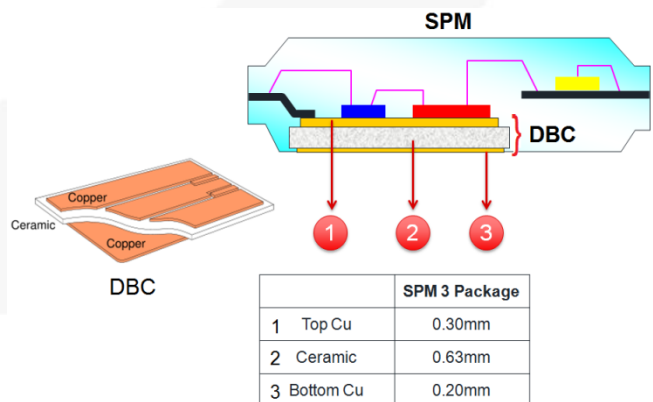 SPM
DBC
Copper
Ceramic
Copper
DBC
1 2 3
SPM 3 Package
1 Top Cu 0.30mm
2 Ceramic 0.63mm
3 Bottom Cu 0.20mm